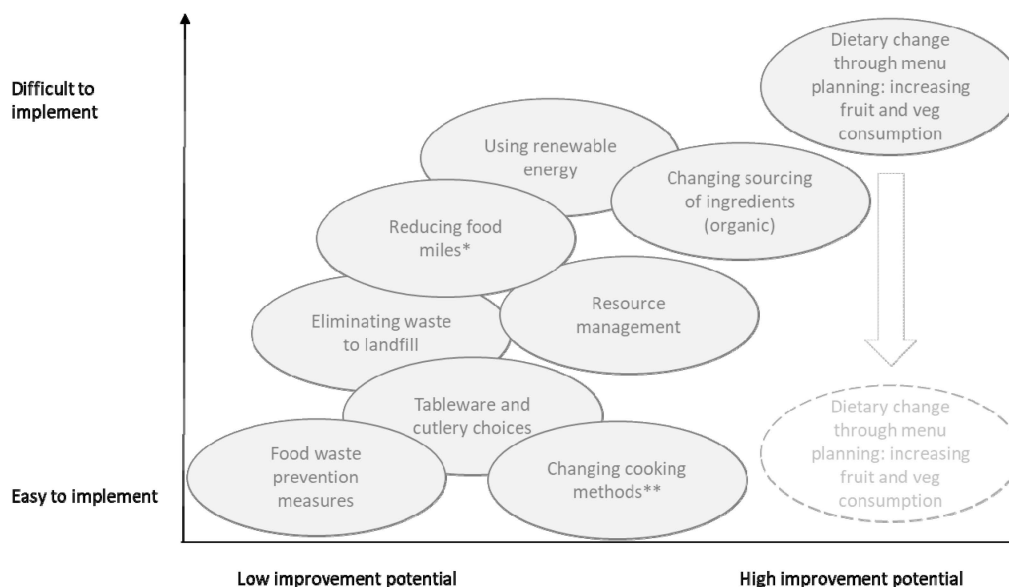 Difficult to
implement
Dietary change
through menu
planning: increasing
fruit and veg
consumption
Using renewable
energy
Changing sourcing
of ingredients
(organic)
Reducing food
miles*
Resource
management
Eliminating waste
to landfill
Tableware and
cutlery choices
Dietary change
through menu
planning: increasing
fruit and veg
consumption
Food waste
prevention
measures
Changing cooking
methods**
Easy to implement
Low improvement potential
High improvement potential